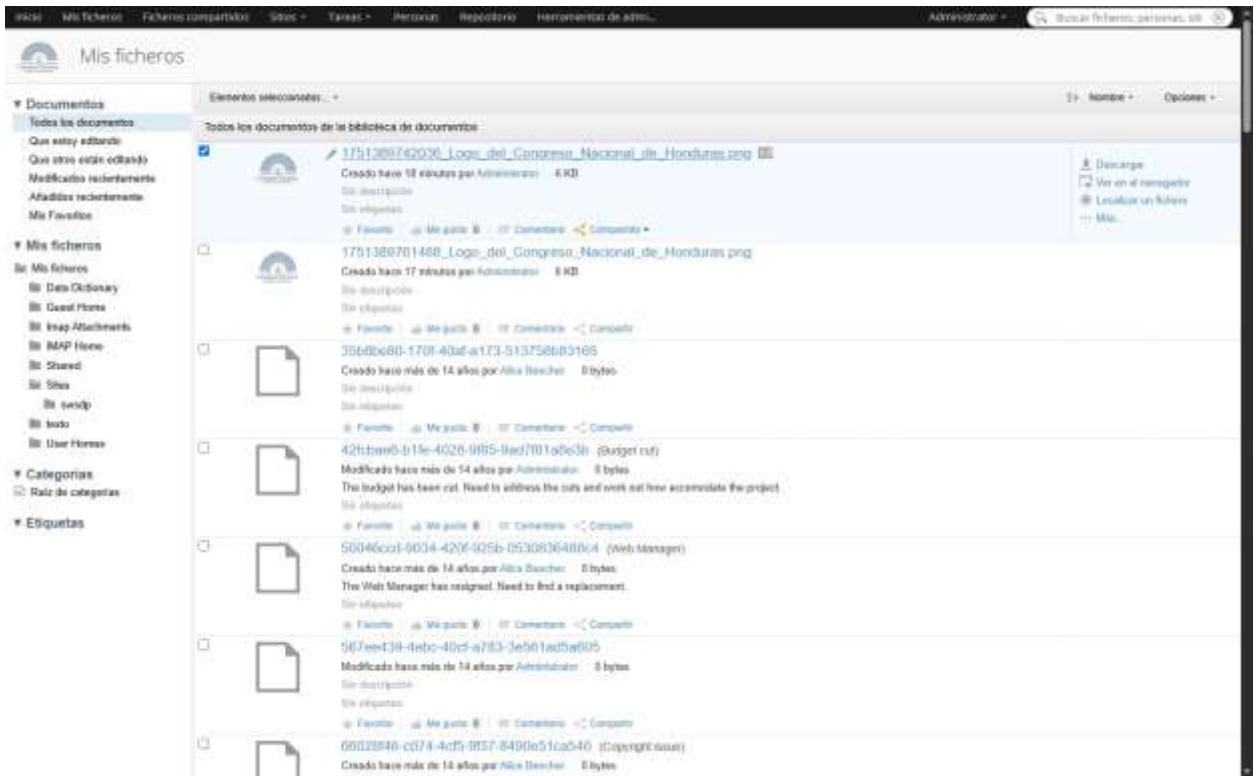 Inicio Mis ficheros Ficheros compartidos Sitios Tareas Personas Repositorio Herramientas de admi... Administrator Buscar ficheros, personas, siti
Mis ficheros
Documentos
Todos los documentos
Que estoy editando
Que otros están editando
Modificados recientemente
Añadidos recientemente
Mis Favoritos
Mis ficheros
Mis ficheros
Data Dictionary
Guest Home
Imap Attachments
IMAP Home
Shared
Sites
swsdp
texto
User Homes
Categorías
Raíz de categorías
Etiquetas
Elementos seleccionados... Nombre Opciones
Todos los documentos de la biblioteca de documentos
1751389742036_Logo_del_Congreso_Nacional_de_Honduras.png
Creado hace 18 minutos por Administrator 6 KB
Sin descripción
Sin etiquetas
Favorito Me gusta 0 Comentario Compartido
Descargar
Ver en el navegador
Localizar un fichero
Más...
_Logo_del_Congreso_Nacional_de_Honduras.png
Creado hace 17 minutos por Administrator 6 KB
Sin descripción
Sin etiquetas
Favorito Me gusta 0 Comentario Compartir
Creado hace más de 14 años por Alice Beecher 0 bytes
Sin descripción
Sin etiquetas
Favorito Me gusta 0 Comentario Compartir
(Budget cut)
Modificado hace más de 14 años por Administrator 0 bytes
The budget has been cut. Need to address the cuts and work out how accomodate the project.
Sin etiquetas
Favorito Me gusta 0 Comentario Compartir
(Web Manager)
Creado hace más de 14 años por Alice Beecher 0 bytes
The Web Manager has resigned. Need to find a replacement.
Sin etiquetas
Favorito Me gusta 0 Comentario Compartir
567ee439-4ebc-40cf-a783-3e561ad5a605
Modificado hace más de 14 años por Administrator 0 bytes
Sin descripción
Sin etiquetas
Favorito Me gusta 0 Comentario Compartir
(Copyright issue)
Creado hace más de 14 años por Alice Beecher 0 bytes